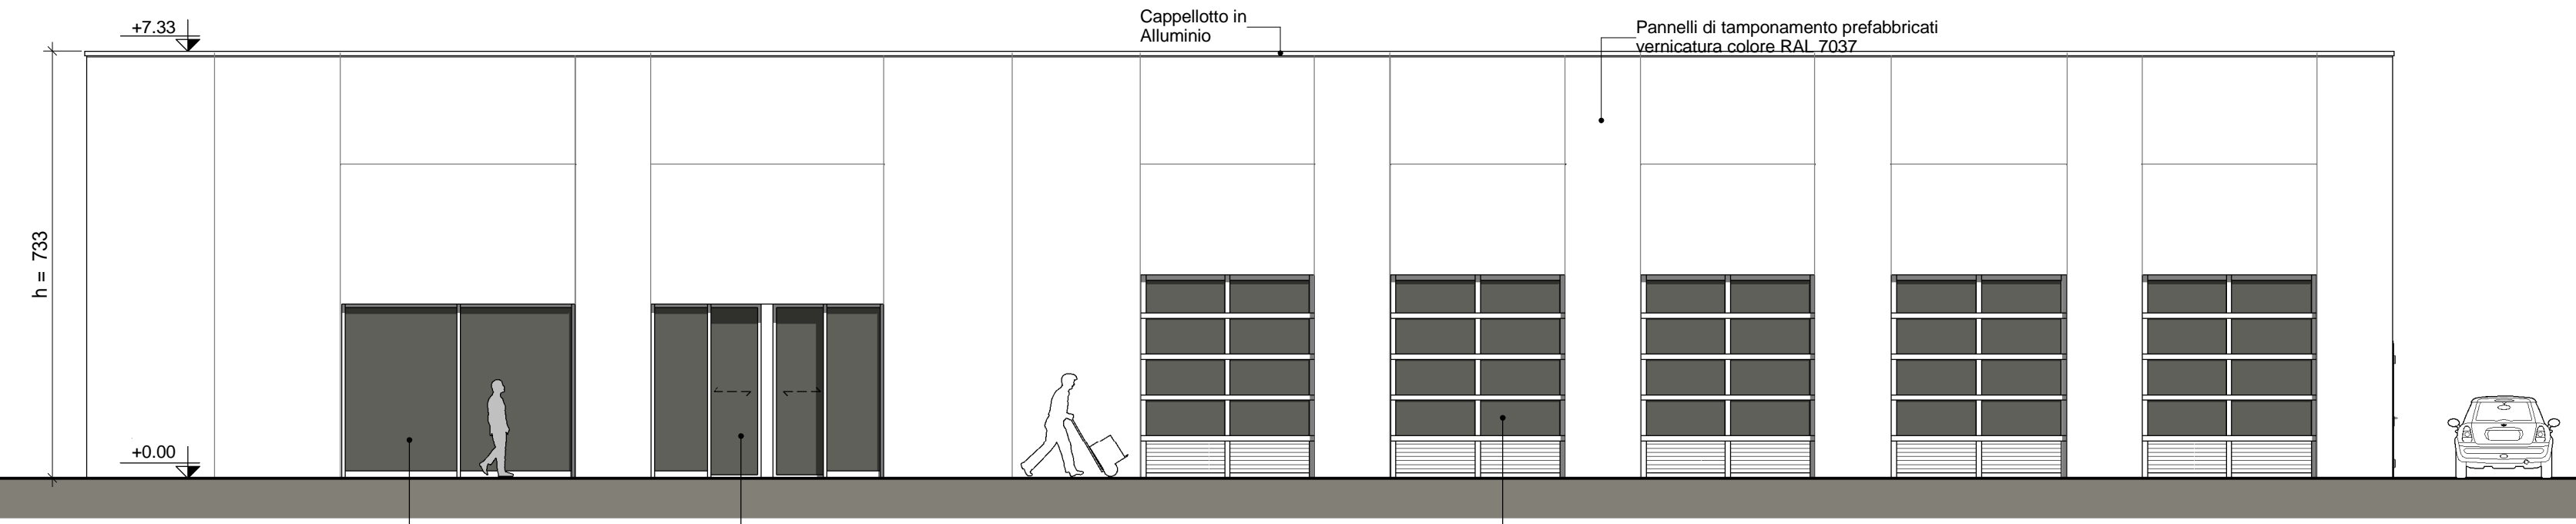 +7.33
Cappellotto in
Alluminio
Pannelli di tamponamento prefabbricati
vernicatura colore RAL 7037
h = 733
+0.00